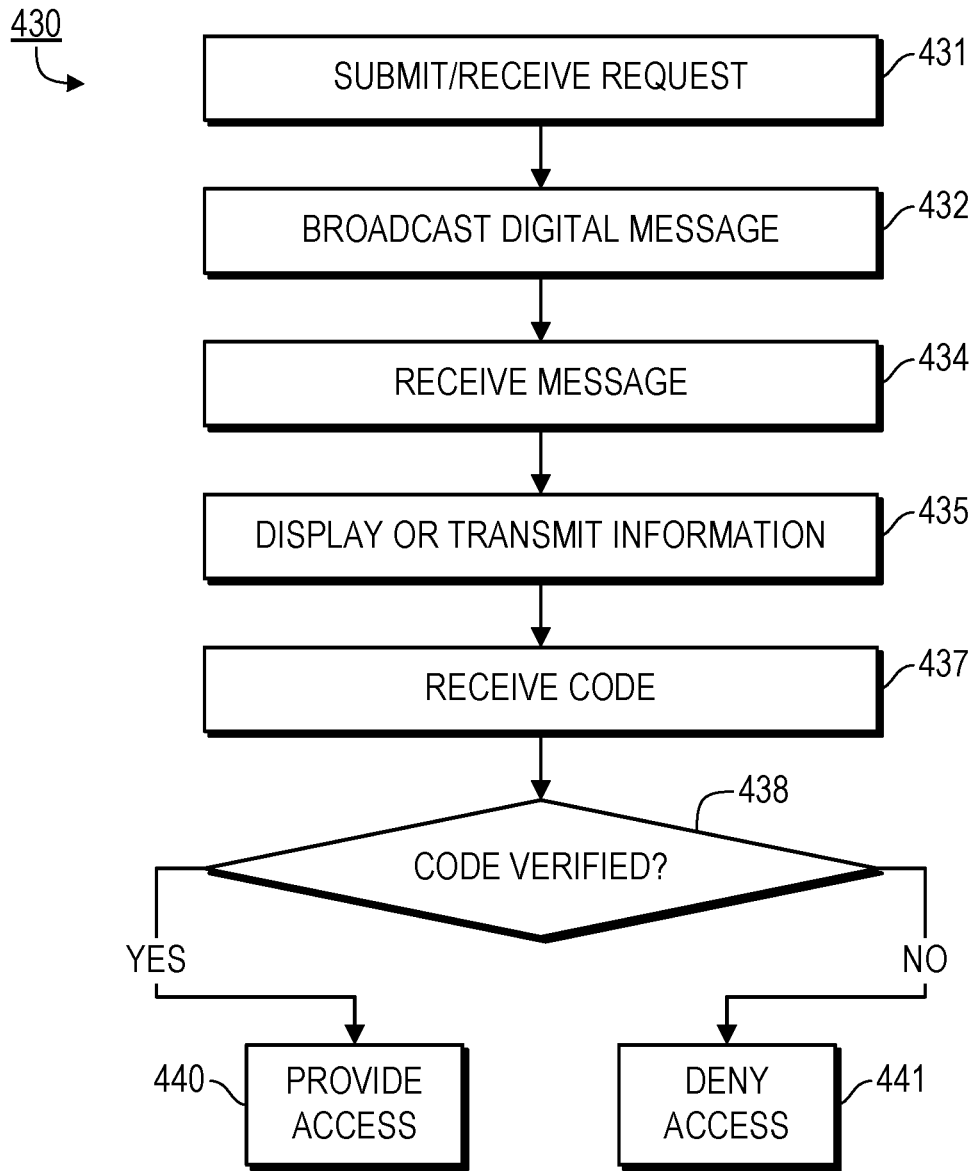 430
SUBMIT/RECEIVE REQUEST
431
BROADCAST DIGITAL MESSAGE
432
RECEIVE MESSAGE
434
DISPLAY OR TRANSMIT INFORMATION
435
RECEIVE CODE
437
438
CODE VERIFIED?
YES
NO
440
PROVIDE
ACCESS
DENY
ACCESS
441